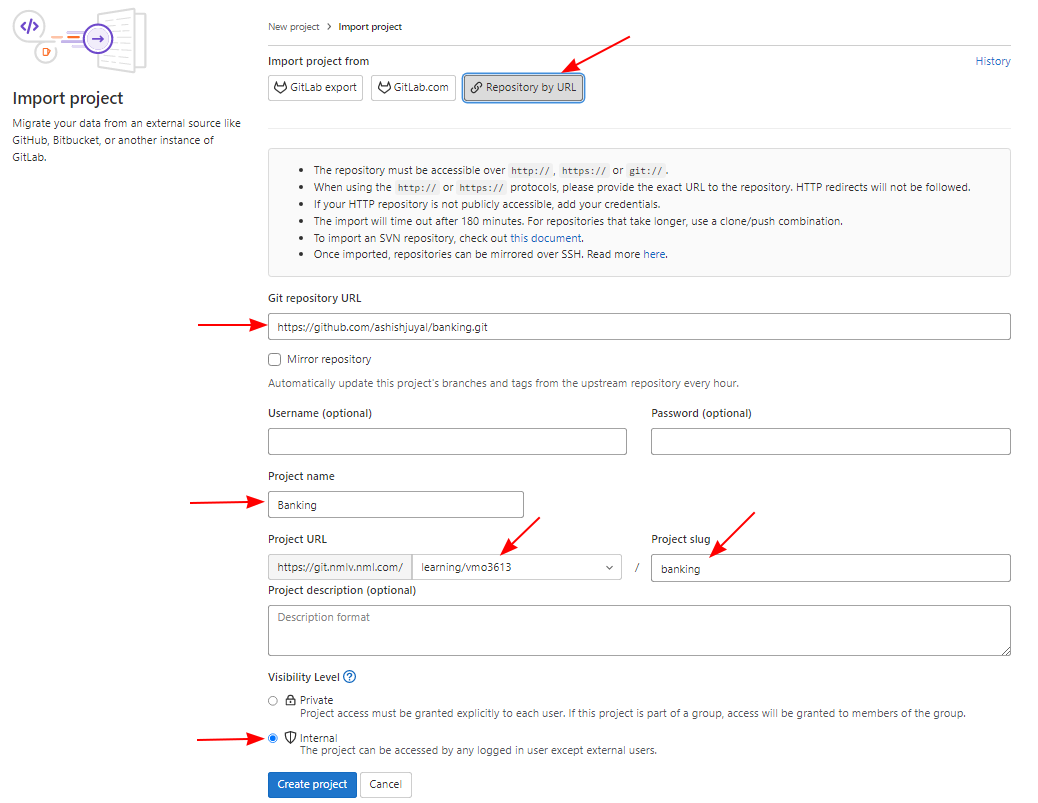 New project > Import project
Import project
Migrate your data from an external source like
GitHub, Bitbucket, or another instance of
GitLab.
Import project from
History
GitLab export
GitLab.com
Repository by URL
• The repository must be accessible over http://, https:// or git://.
• When using the http:// or https:// protocols, please provide the exact URL to the repository. HTTP redirects will not be followed.
• If your HTTP repository is not publicly accessible, add your credentials.
• The import will time out after 180 minutes. For repositories that take longer, use a clone/push combination.
• To import an SVN repository, check out this document.
• Once imported, repositories can be mirrored over SSH. Read more here.
Git repository URL
https://github.com/ashishjuyal/banking.git
Mirror repository
Automatically update this project's branches and tags from the upstream repository every hour.
Username (optional)
Password (optional)
Project name
Banking
Project URL
Project slug
https://git.nmlv.nml.com/
learning/vmo3613
/
banking
Project description (optional)
Description format
Visibility Level
Private
Project access must be granted explicitly to each user. If this project is part of a group, access will be granted to members of the group.
Internal
The project can be accessed by any logged in user except external users.
Create project
Cancel